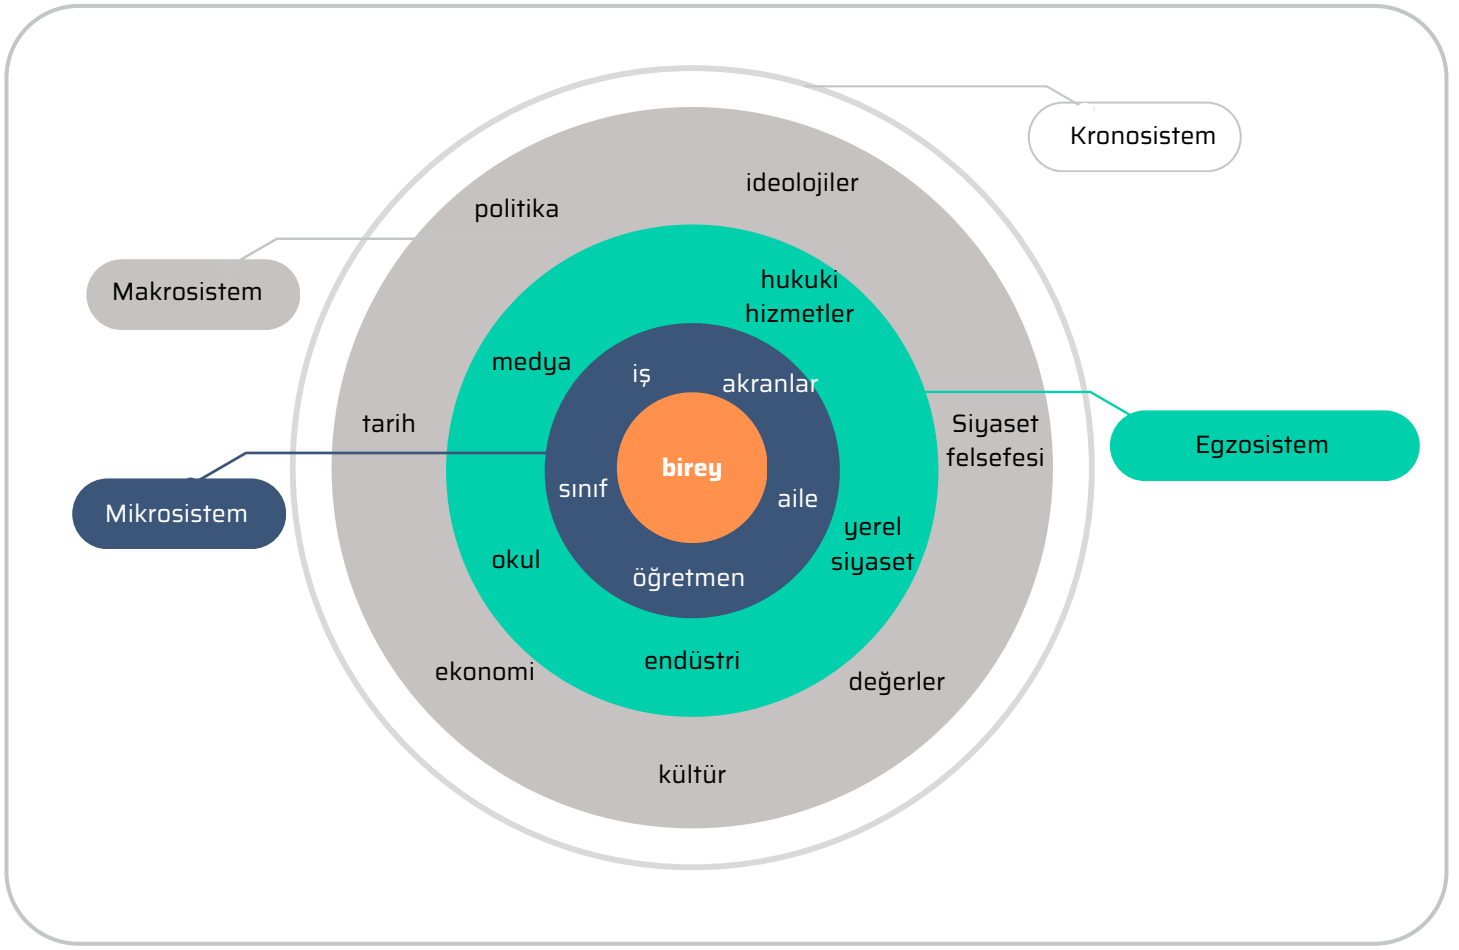 Kronosistem
ideolojiler
politika
hukuki
hizmetler
Makrosistem
medya
iş
akranlar
tarih
Siyaset
felsefesi
Egzosistem
birey
sınıf
aile
Mikrosistem
yerel
siyaset
okul
öğretmen
endüstri
ekonomi
değerler
kültür